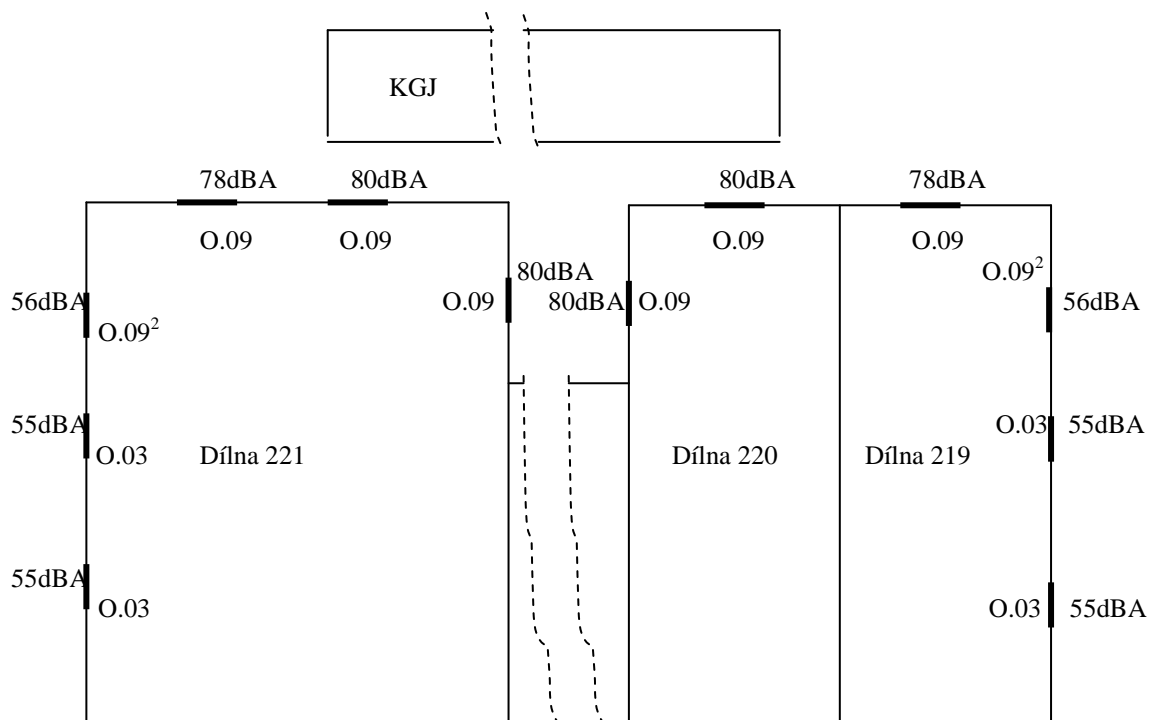 KGJ
78dBA 80dBA 80dBA 78dBA
O.09 O.09 O.09 O.09
80dBA O.09²
56dBA O.09 80dBA O.09 56dBA
O.09²
55dBA O.03 55dBA
O.03 Dílna 221 Dílna 220 Dílna 219
55dBA
O.03 O.03 55dBA